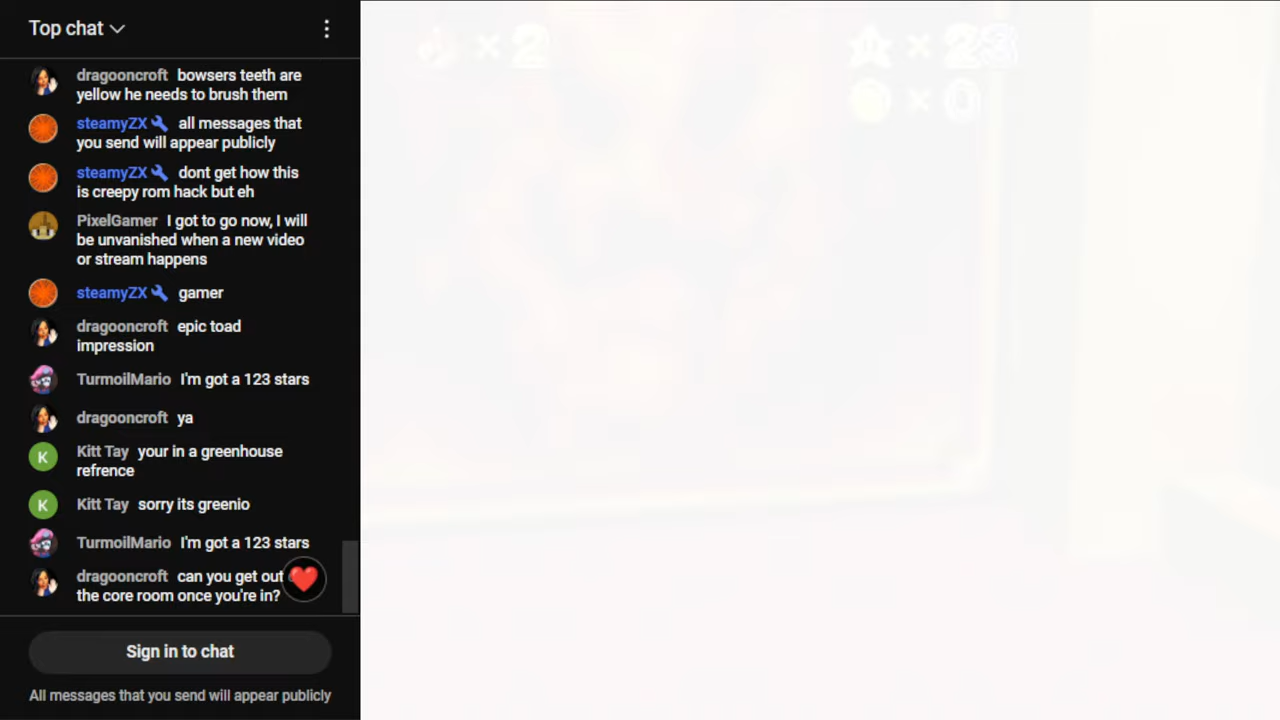 Top chat
dragooncroft bowsers teeth are
yellow he needs to brush them
steamyZX all messages that
you send will appear publicly
steamyZX dont get how this
is creepy rom hack but eh
PixelGamer I got to go now, I will
be unvanished when a new video
or stream happens
steamyZX gamer
dragooncroft epic toad
impression
TurmoilMario I'm got a 123 stars
dragooncroft ya
Kitt Tay your in a greenhouse
refrence
Kitt Tay sorry its greenio
TurmoilMario I'm got a 123 stars
dragooncroft can you get out
the core room once you're in?
Sign in to chat
All messages that you send will appear publicly
K
K
× 2
× 0